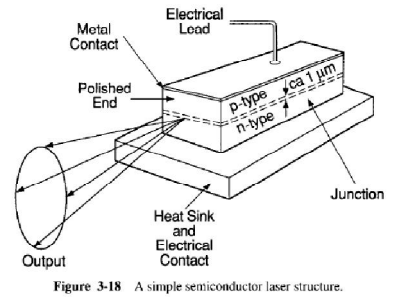 Electrical
Lead
Metal
Contact
Polished
End
p-type
ca 1 µm
n-type
Junction
Heat Sink
and
Electrical
Contact
Output
Figure 3-18 A simple semiconductor laser structure.